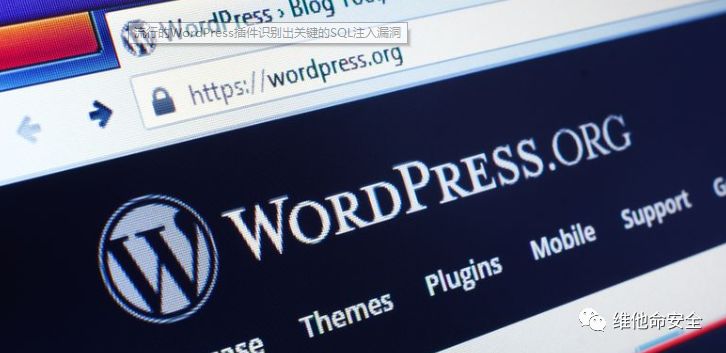 WordPress › Blog Tool
流行的WordPress插件识别出关键的SQL注入漏洞
https://wordpress.org
WORDPRESS.ORG
Themes Plugins Mobile Support
维他命安全